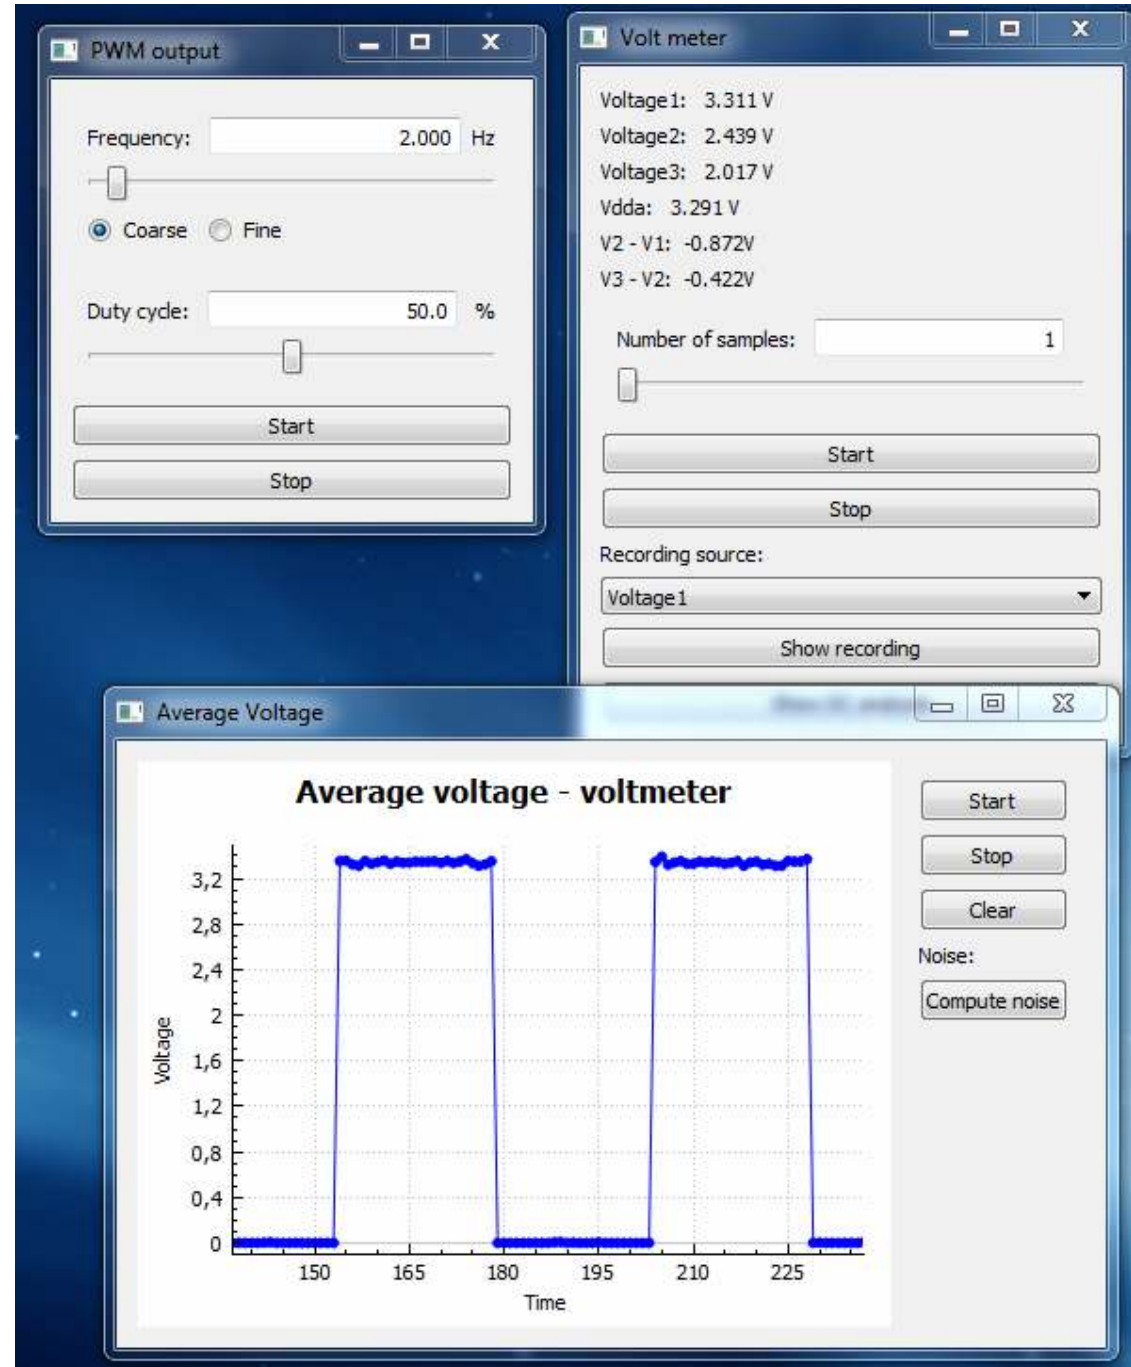 PWM output
Frequency: 2.000 Hz
Coarse Fine
Duty cycle: 50.0 %
Start
Stop
Volt meter
Voltage1: 3.311 V
Voltage2: 2.439 V
Voltage3: 2.017 V
Vdda: 3.291 V
V2 - V1: -0.872V
V3 - V2: -0.422V
Number of samples: 1
Start
Stop
Recording source:
Voltage1
Show recording
Average Voltage
Average voltage - voltmeter
Voltage
3,2
2,8
2,4
2
1,6
1,2
0,8
0,4
0
150 165 180 195 210 225
Time
Start
Stop
Clear
Noise:
Compute noise